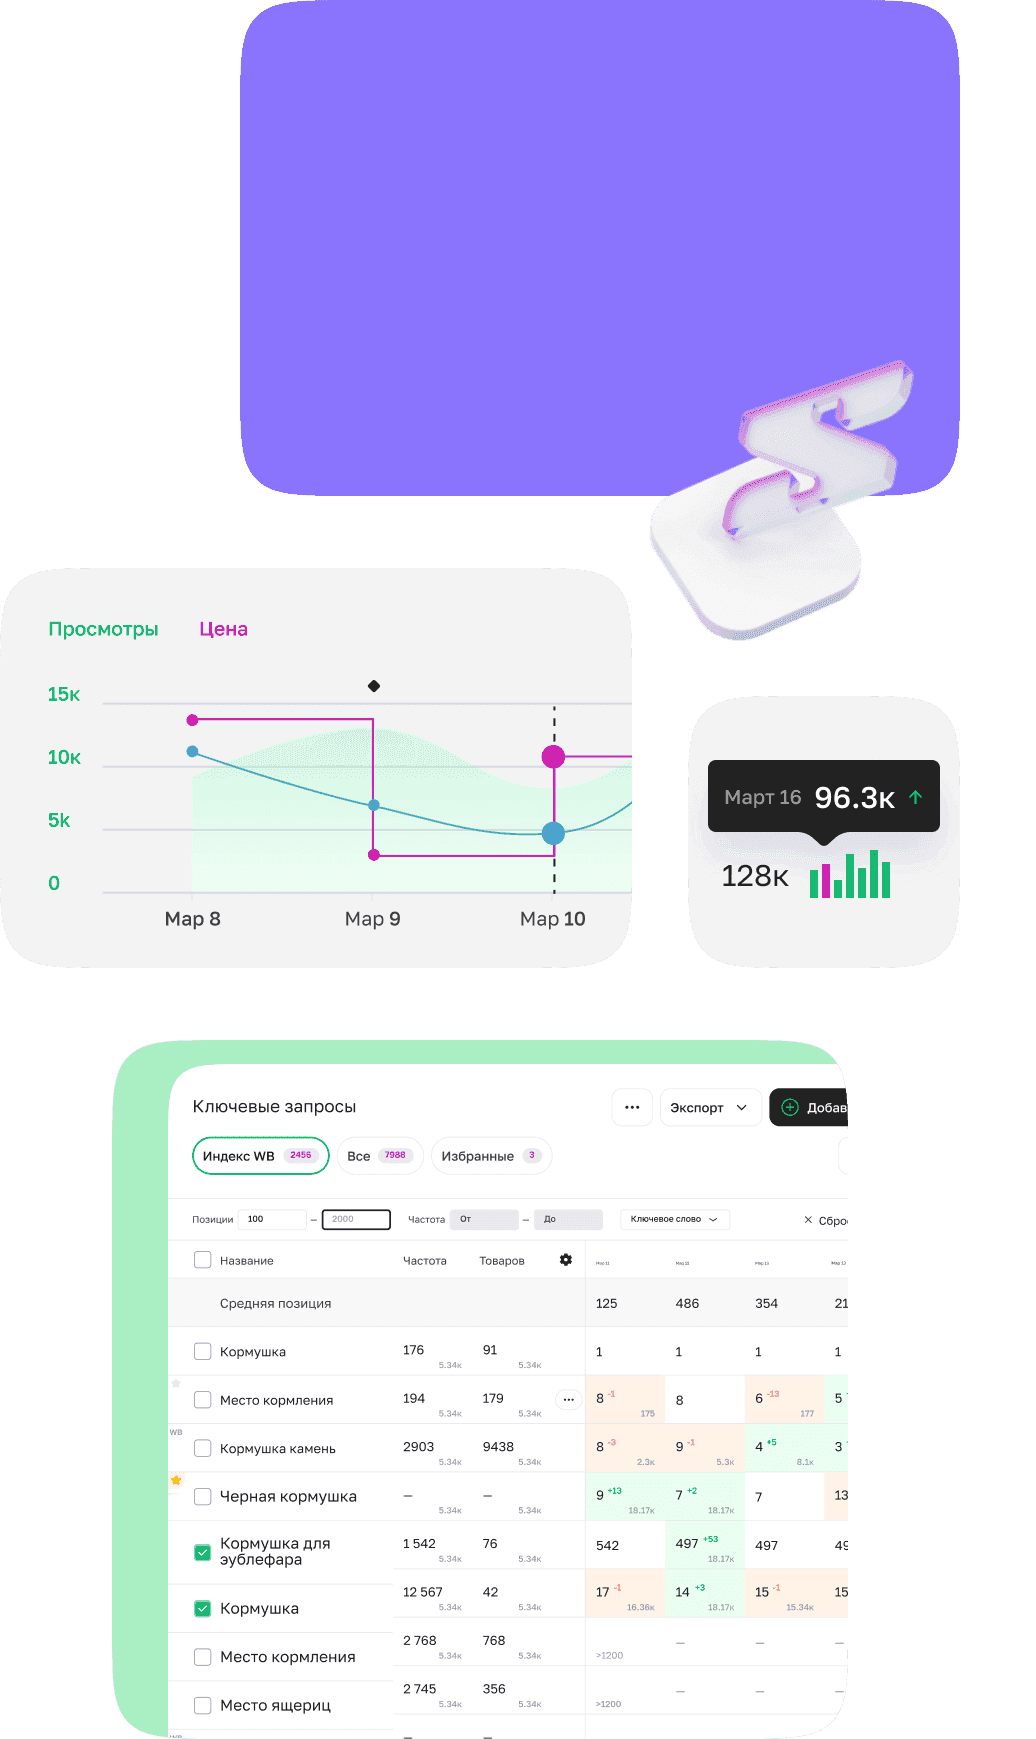 Просмотры Цена
15к
10к
5k
0
Мар 8 Мар 9 Мар 10
Март 16 96.3к
128к
Ключевые запросы
Экспорт
Индекс WB 2456 Все 7988 Избранные 3
Позиции 100 – 2000 Частота От – До Ключевое слово
Название Частота Товаров
Средняя позиция 125 486 354 21
Кормушка 176 5.34к 91 5.34к 1 1 1 1
Место кормления 194 5.34к 179 5.34к 8 -1 175 8 6 -13 177 5
WB
Кормушка камень 2903 5.34к 9438 5.34к 8 -3 2.3к 9 -1 5.3к 4 +5 8.1к 3
Черная кормушка – 5.34к – 5.34к 9 +13 18.17к 7 +2 18.17к 7 13
Кормушка для
эублефара
1 542 5.34к 76 5.34к 542 497 +53 18.17к 497
Кормушка 12 567 5.34к 42 5.34к 17 -1 16.36к 14 +3 18.17к 15 -1 15.34к 15
Место кормления 2 768 5.34к 768 5.34к >1200 – – –
Место ящериц 2 745 5.34к 356 5.34к >1200 – – –